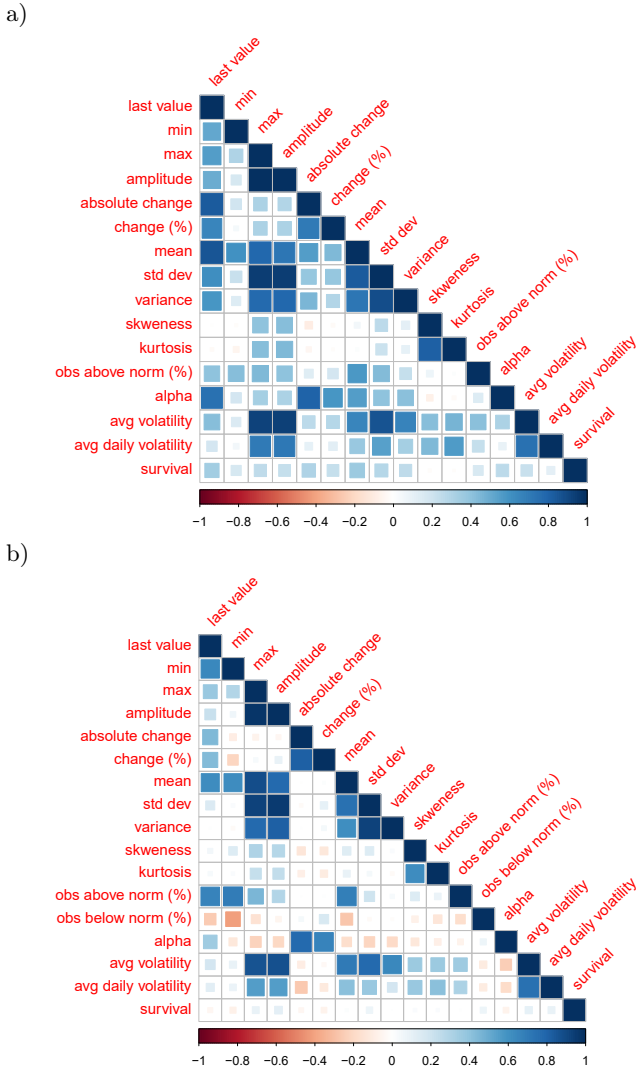 a)
last value
min
max
amplitude
absolute change
change (%)
mean
std dev
variance
skweness
kurtosis
obs above norm (%)
alpha
avg volatility
avg daily volatility
survival
last value
min
max
amplitude
absolute change
change (%)
mean
std dev
variance
skweness
kurtosis
obs above norm (%)
alpha
avg volatility
avg daily volatility
survival
−1 −0.8 −0.6 −0.4 −0.2 0 0.2 0.4 0.6 0.8 1
b)
last value
min
max
amplitude
absolute change
change (%)
mean
std dev
variance
skweness
kurtosis
obs above norm (%)
obs below norm (%)
alpha
avg volatility
avg daily volatility
survival
last value
min
max
amplitude
absolute change
change (%)
mean
std dev
variance
skweness
kurtosis
obs above norm (%)
obs below norm (%)
alpha
avg volatility
avg daily volatility
survival
−1 −0.8 −0.6 −0.4 −0.2 0 0.2 0.4 0.6 0.8 1